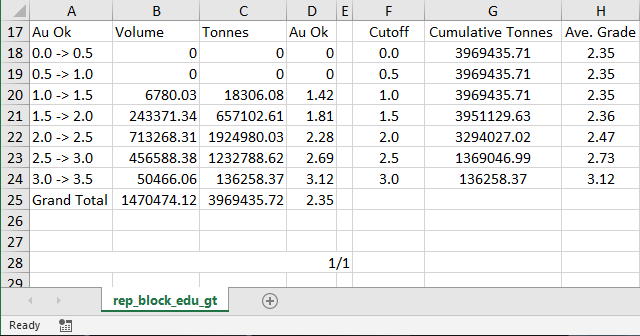 A B C D E F G H
17 Au Ok Volume Tonnes Au Ok Cutoff Cumulative Tonnes Ave. Grade
18 0.0 -> 0.5 0 0 0 0.0 3969435.71 2.35
19 0.5 -> 1.0 0 0 0 0.5 3969435.71 2.35
20 1.0 -> 1.5 6780.03 18306.08 1.42 1.0 3969435.71 2.35
21 1.5 -> 2.0 243371.34 657102.61 1.81 1.5 3951129.63 2.36
22 2.0 -> 2.5 713268.31 1924980.03 2.28 2.0 3294027.02 2.47
23 2.5 -> 3.0 456588.38 1232788.62 2.69 2.5 1369046.99 2.73
24 3.0 -> 3.5 50466.06 136258.37 3.12 3.0 136258.37 3.12
25 Grand Total 1470474.12 3969435.72 2.35
26
27
28 1/1
29
rep_block_edu_gt
Ready